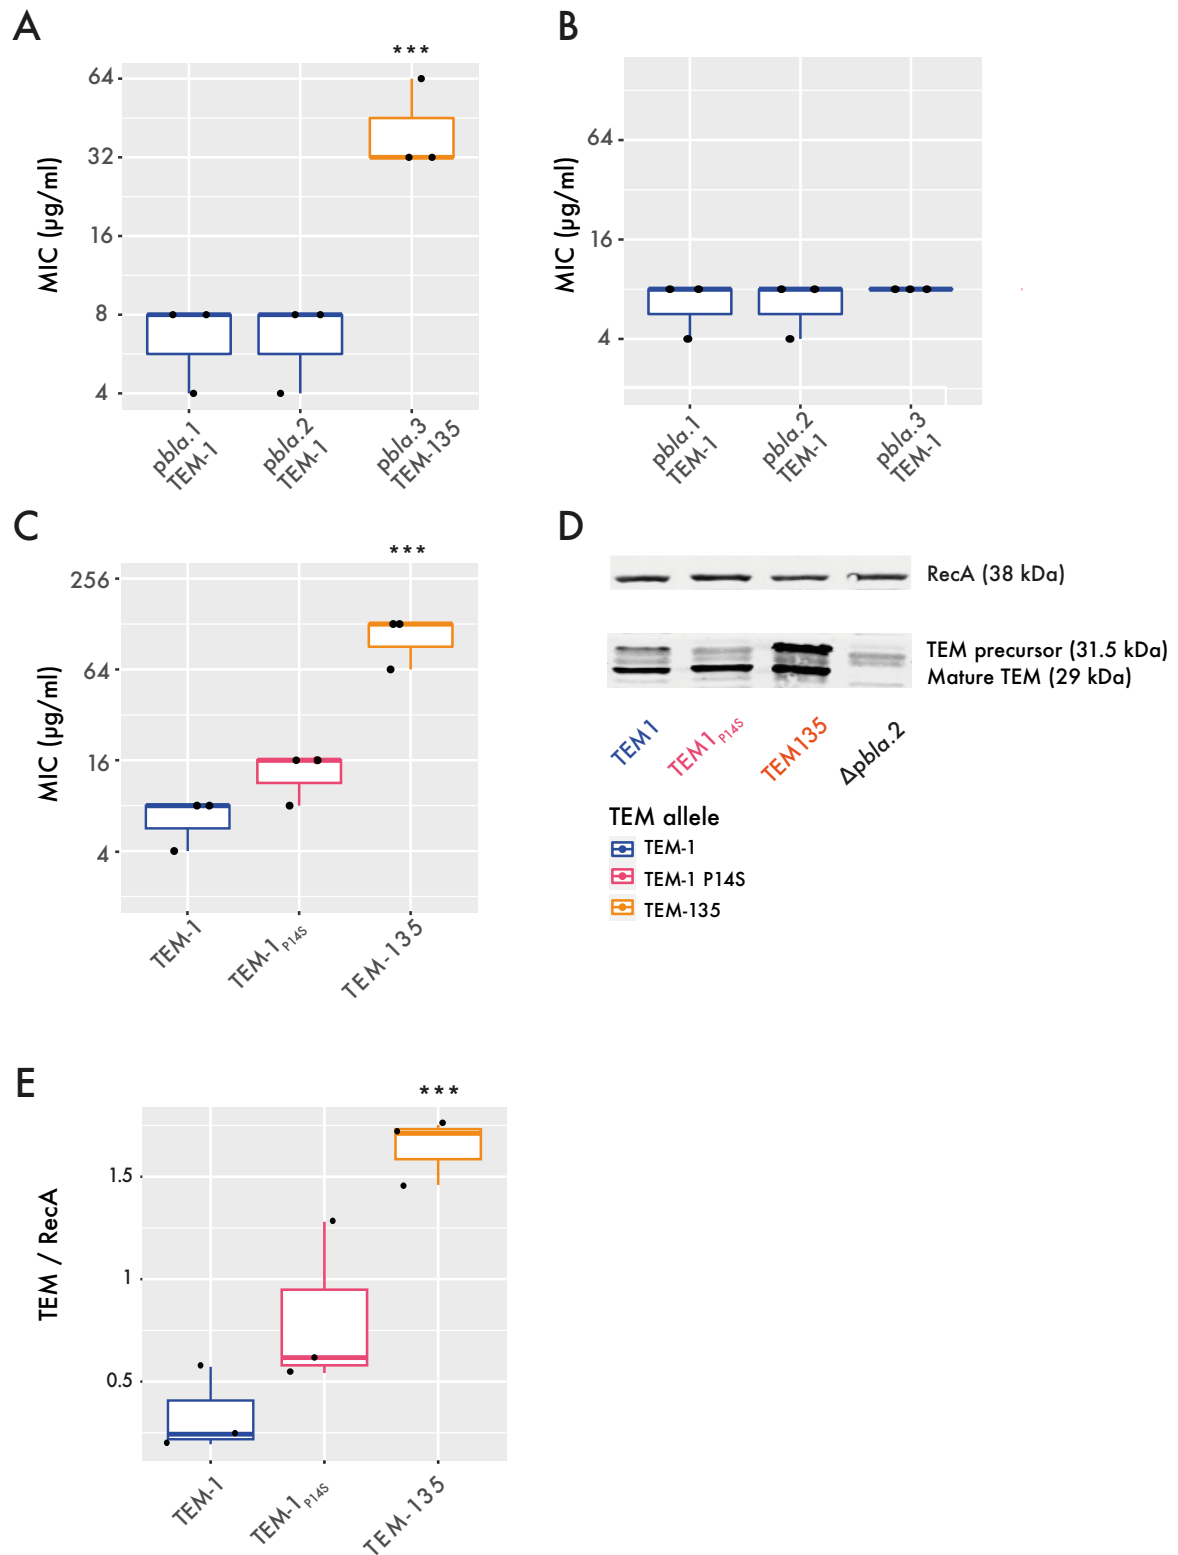 A
***
MIC (µg/ml)
64
32
16
8
4
pbla.1
TEM-1
pbla.2
TEM-1
pbla.3
TEM-135
B
MIC (µg/ml)
64
16
4
pbla.1
TEM-1
pbla.2
TEM-1
pbla.3
TEM-1
C
***
MIC (µg/ml)
256
64
16
4
TEM-1
TEM-1P14S
TEM-135
D
RecA (38 kDa)
TEM precursor (31.5 kDa)
Mature TEM (29 kDa)
TEM1
TEM1P14S
TEM135
Δpbla.2
TEM allele
TEM-1
TEM-1 P14S
TEM-135
E
***
TEM / RecA
1.5
1
0.5
TEM-1
TEM-1P14S
TEM-135